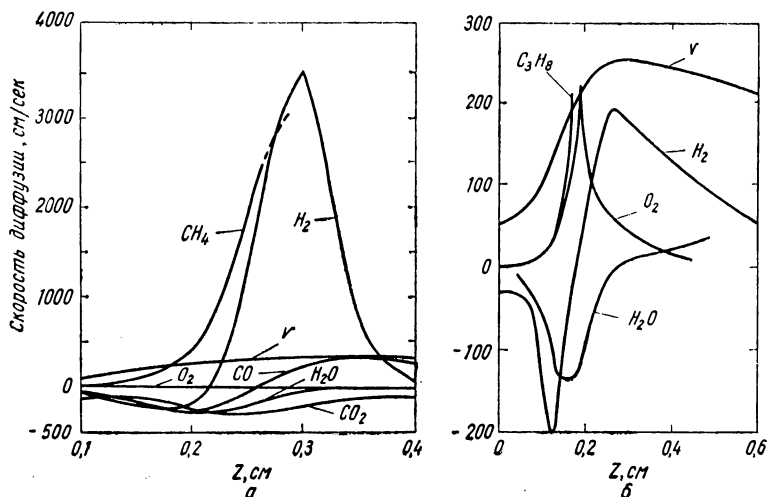 Скорость диффузии, см/сек
4000
3000
2000
1000
0
-500
0,1
0,2
0,3
0,4
Z, см
а
CH₄
H₂
v
O₂
CO
H₂O
CO₂
300
200
100
0
-100
-200
0
0,2
0,4
0,6
Z, см
б
C₃H₈
v
H₂
O₂
H₂O